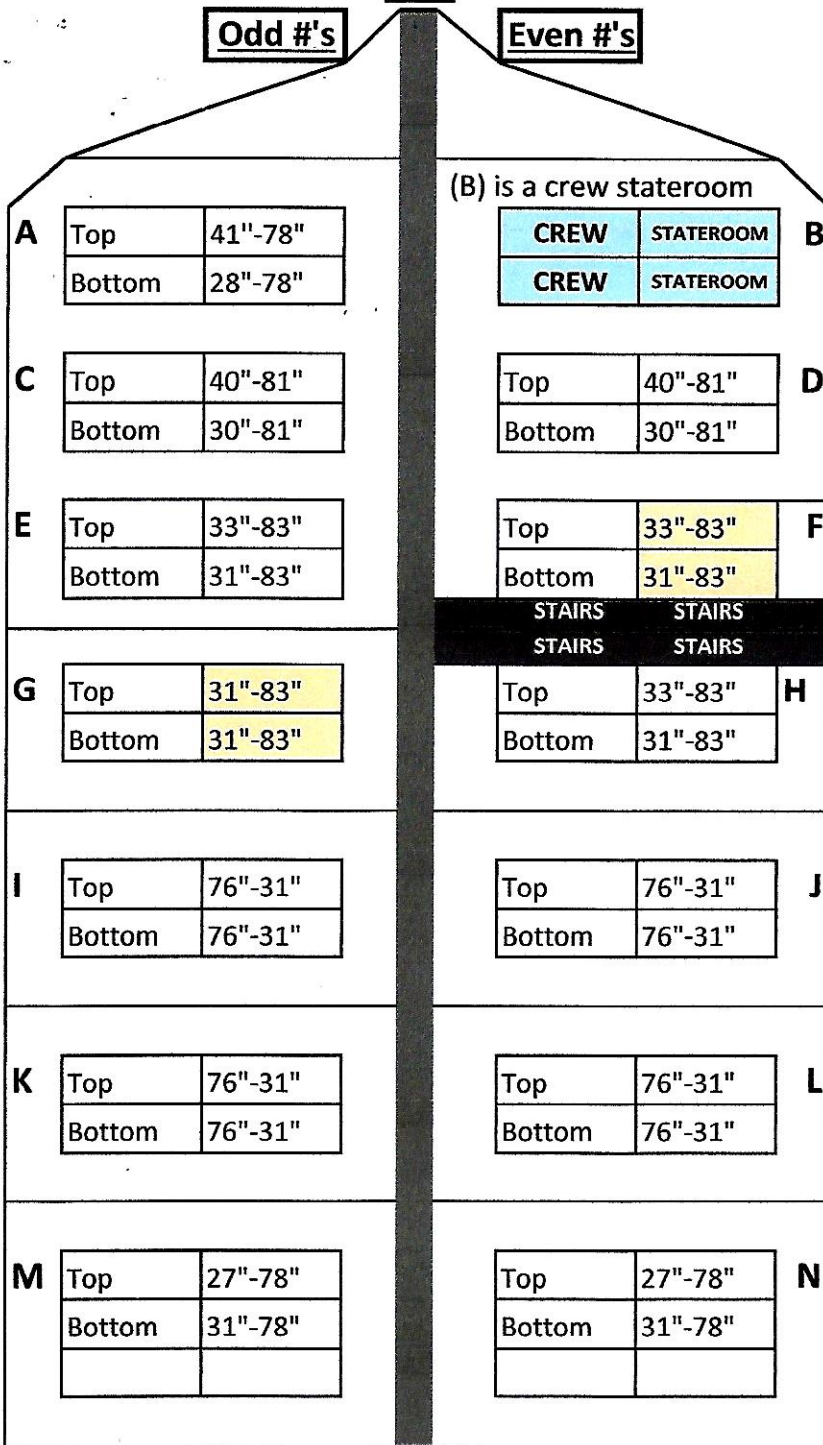 Odd #'s Even #'s
(B) is a crew stateroom
A Top 41"-78" CREW STATEROOM B
Bottom 28"-78" CREW STATEROOM
C Top 40"-81" Top 40"-81" D
Bottom 30"-81" Bottom 30"-81"
E Top 33"-83" Top 33"-83" F
Bottom 31"-83" Bottom 31"-83"
STAIRS STAIRS
STAIRS STAIRS
G Top 31"-83" Top 33"-83" H
Bottom 31"-83" Bottom 31"-83"
I Top 76"-31" Top 76"-31" J
Bottom 76"-31" Bottom 76"-31"
K Top 76"-31" Top 76"-31" L
Bottom 76"-31" Bottom 76"-31"
M Top 27"-78" Top 27"-78" N
Bottom 31"-78" Bottom 31"-78"